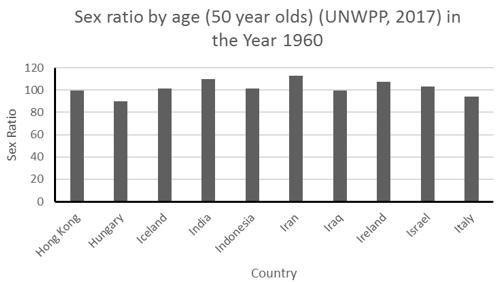 Sex ratio by age (50 year olds) (UNWPP, 2017) in
the Year 1960
120
100
80
60
40
20
0
Sex Ratio
Hong Kong
Hungary
Iceland
India
Indonesia
Iran
Iraq
Ireland
Israel
Italy
Country